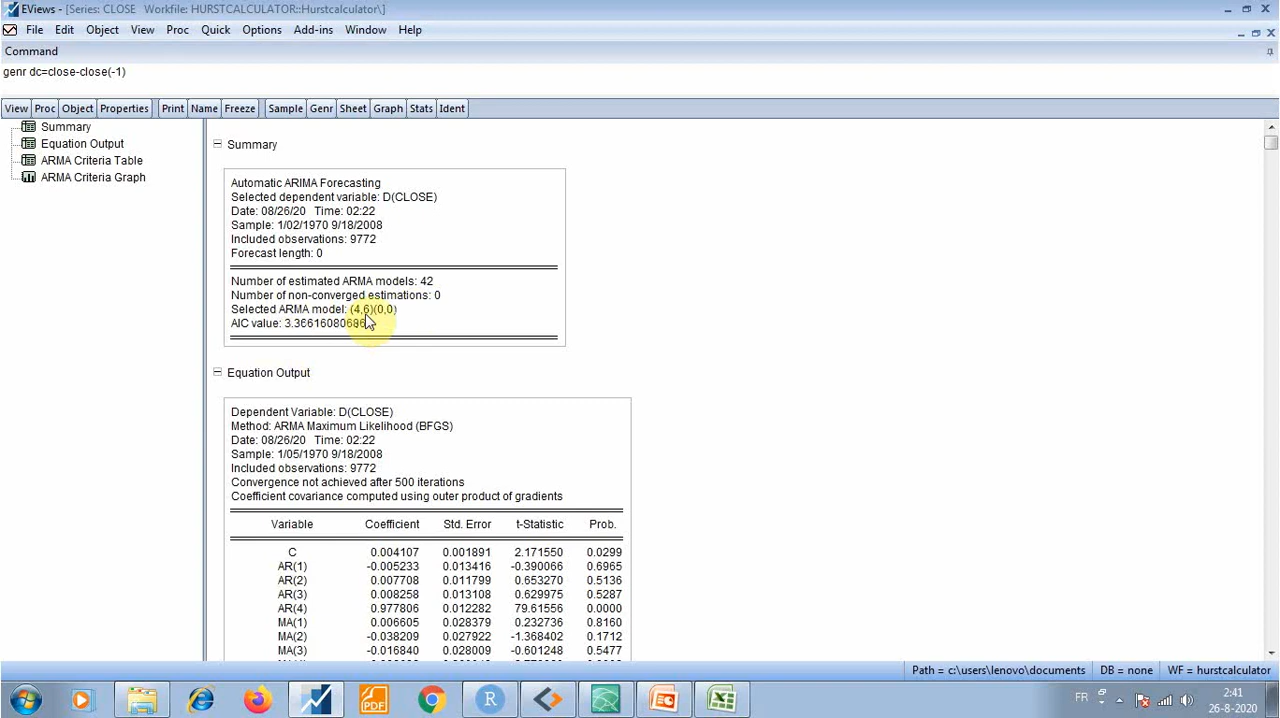 EViews - [Series: CLOSE   Workfile: HURSTCALCULATOR::Hurstcalculator\]
File Edit Object View Proc Quick Options Add-ins Window Help
Command
genr dc=close-close(-1)
View Proc Object Properties Print Name Freeze Sample Genr Sheet Graph Stats Ident
Summary
Equation Output
ARMA Criteria Table
ARMA Criteria Graph
Summary
Automatic ARIMA Forecasting
Selected dependent variable: D(CLOSE)
Date: 08/26/20   Time: 02:22
Sample: 1/02/1970 9/18/2008
Included observations: 9772
Forecast length: 0
Number of estimated ARMA models: 42
Number of non-converged estimations: 0
Selected ARMA model: (4,6)(0,0)
AIC value: 3.36616080686
Equation Output
Dependent Variable: D(CLOSE)
Method: ARMA Maximum Likelihood (BFGS)
Date: 08/26/20   Time: 02:22
Sample: 1/05/1970 9/18/2008
Included observations: 9772
Convergence not achieved after 500 iterations
Coefficient covariance computed using outer product of gradients
Variable Coefficient Std. Error t-Statistic Prob.
C 0.004107 0.001891 2.171550 0.0299
AR(1) -0.005233 0.013416 -0.390066 0.6965
AR(2) 0.007708 0.011799 0.653270 0.5136
AR(3) 0.008258 0.013108 0.629975 0.5287
AR(4) 0.977806 0.012282 79.61556 0.0000
MA(1) 0.006605 0.028379 0.232736 0.8160
MA(2) -0.038209 0.027922 -1.368402 0.1712
MA(3) -0.016840 0.028009 -0.601248 0.5477
Path = c:\users\lenovo\documents DB = none WF = hurstcalculator
FR 2:41
26-8-2020
PDF
R